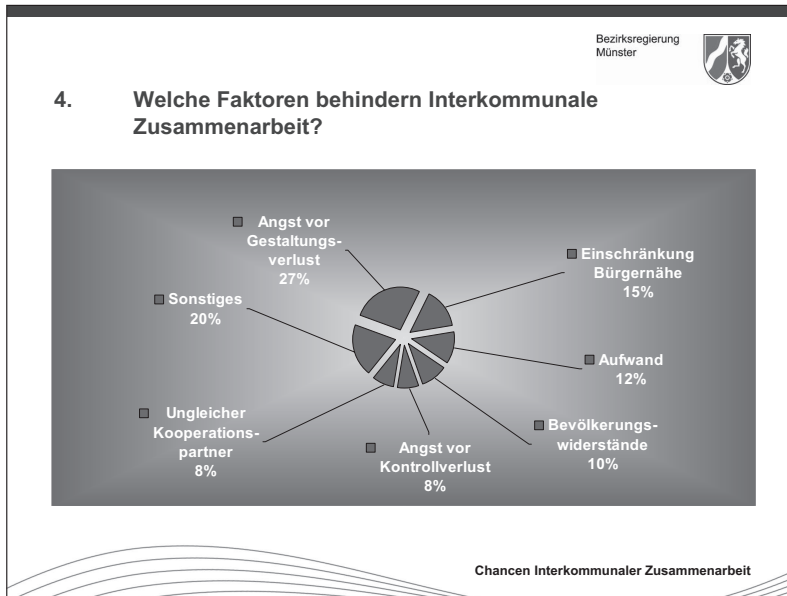 Bezirksregierung
Münster
4. Welche Faktoren behindern Interkommunale
Zusammenarbeit?
Angst vor
Gestaltungs-
verlust
27%
Einschränkung
Bürgernähe
15%
Sonstiges
20%
Aufwand
12%
Ungleicher
Kooperations-
partner
8%
Angst vor
Kontrollverlust
8%
Bevölkerungs-
widerstände
10%
Chancen Interkommunaler Zusammenarbeit